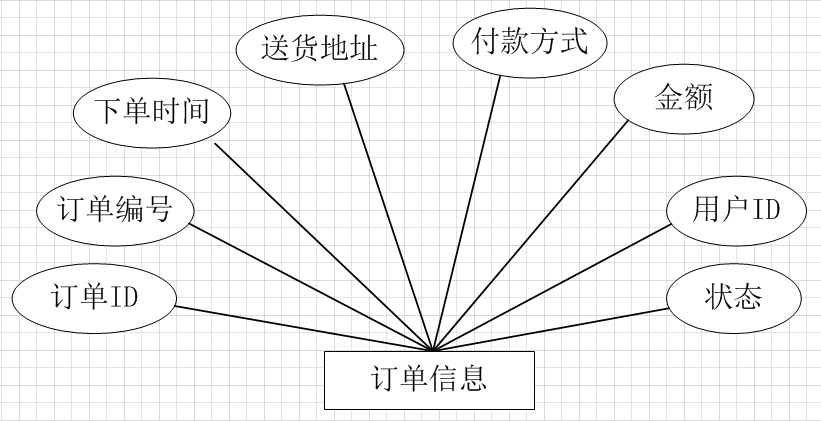 送货地址
付款方式
下单时间
金额
订单编号
用户ID
订单ID
状态
订单信息